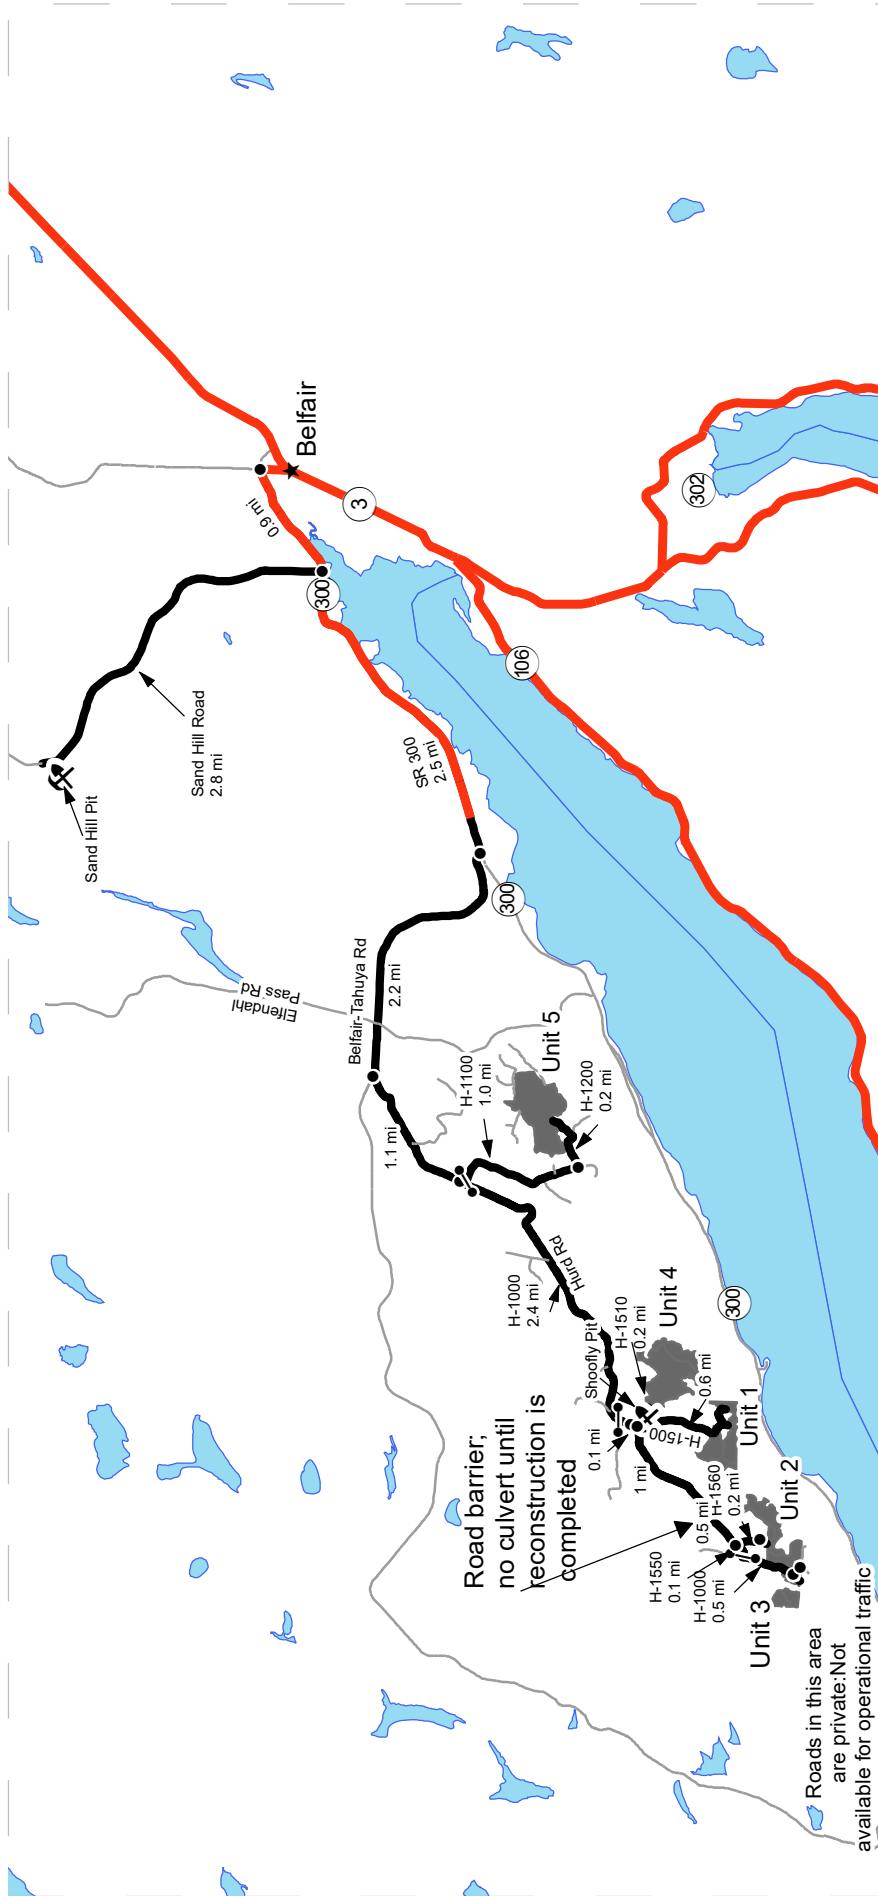 Belfair
0.9 mi
3
302
300
106
Sand Hill Road
2.8 mi
Sand Hill Pit
SR 300
2.5 mi
300
Elfendahl
Pass Rd
Belfair-Tahuya Rd
2.2 mi
1.1 mi
H-1100
1.0 mi
Unit 5
H-1200
0.2 mi
Hurd Rd
H-1000
2.4 mi
300
Shoofly Pit
H-1510
0.2 mi
Unit 4
0.6 mi
H-1500
Unit 1
0.1 mi
1 mi
Road barrier;
no culvert until
reconstruction is
completed
0.5 mi
H-1560
0.2 mi
Unit 2
H-1550
0.1 mi
H-1000
0.5 mi
Unit 3
Roads in this area
are private:Not
available for operational traffic